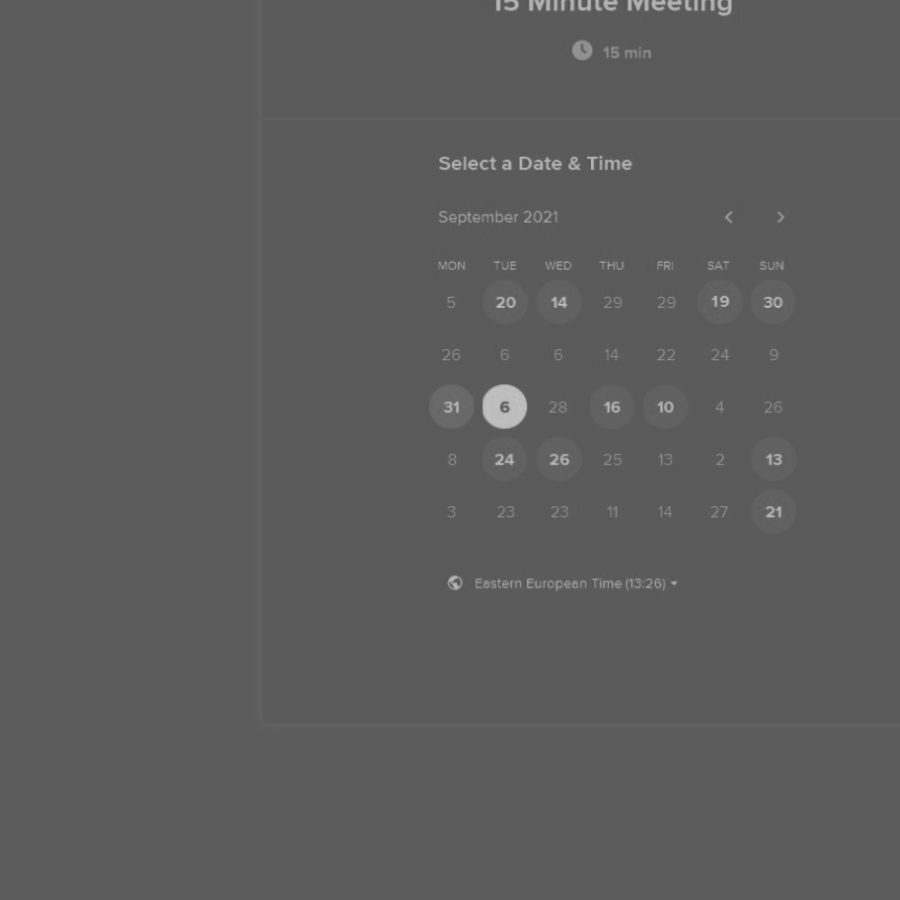 15 Minute Meeting
15 min
Select a Date & Time
September 2021
MON TUE WED THU FRI SAT SUN
5 20 14 29 29 19 30
26 6 6 14 22 24 9
31 6 28 16 10 4 26
8 24 26 25 13 2 13
3 23 23 11 14 27 21
Eastern European Time (13:26)